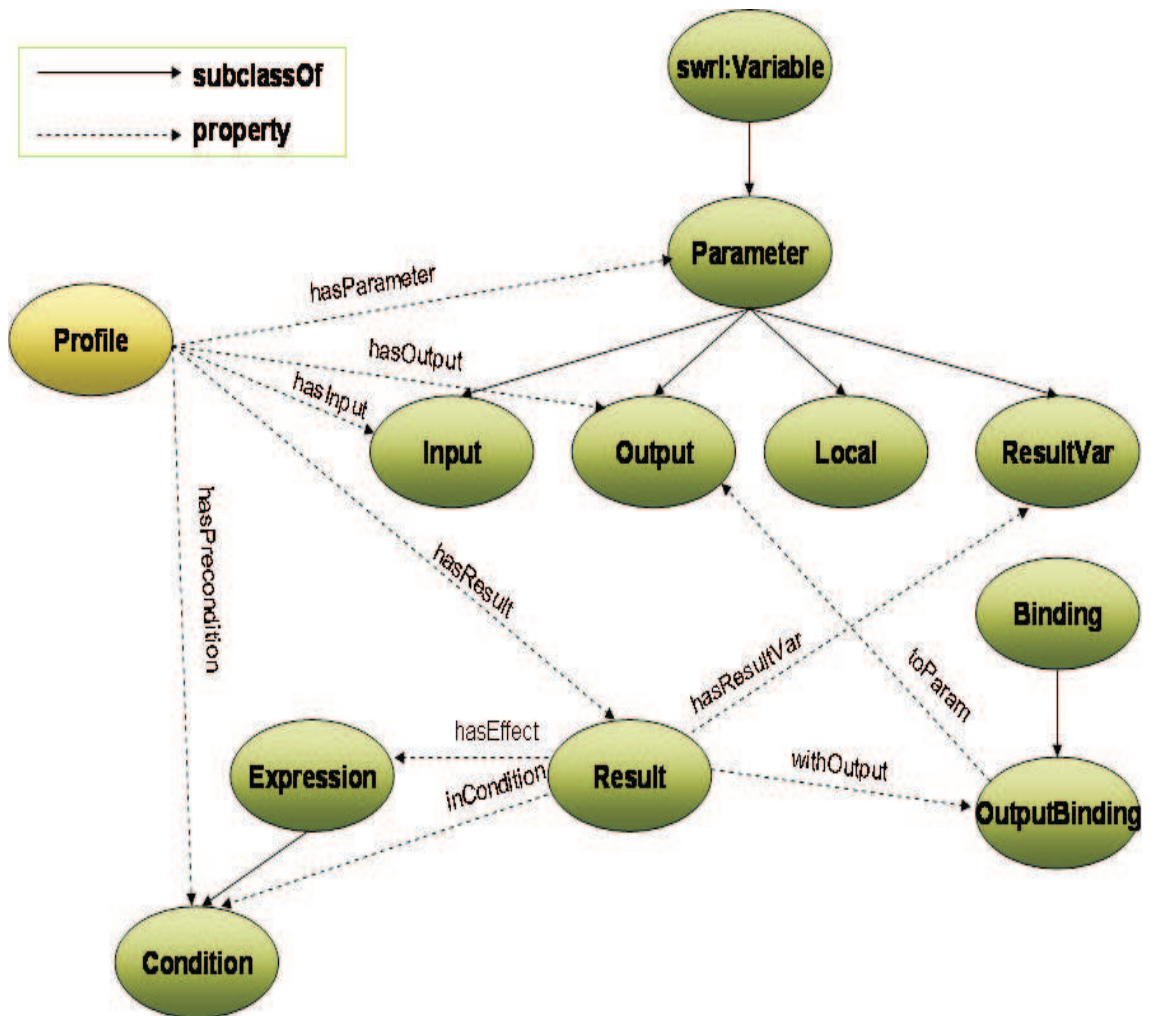 subclassOf
property
swrl:Variable
Parameter
hasParameter
Profile
hasOutput
hasInput
Input
Output
Local
ResultVar
hasPrecondition
hasResult
Binding
hasResultVar
toParam
hasEffect
withOutput
Expression
inCondition
Result
OutputBinding
Condition